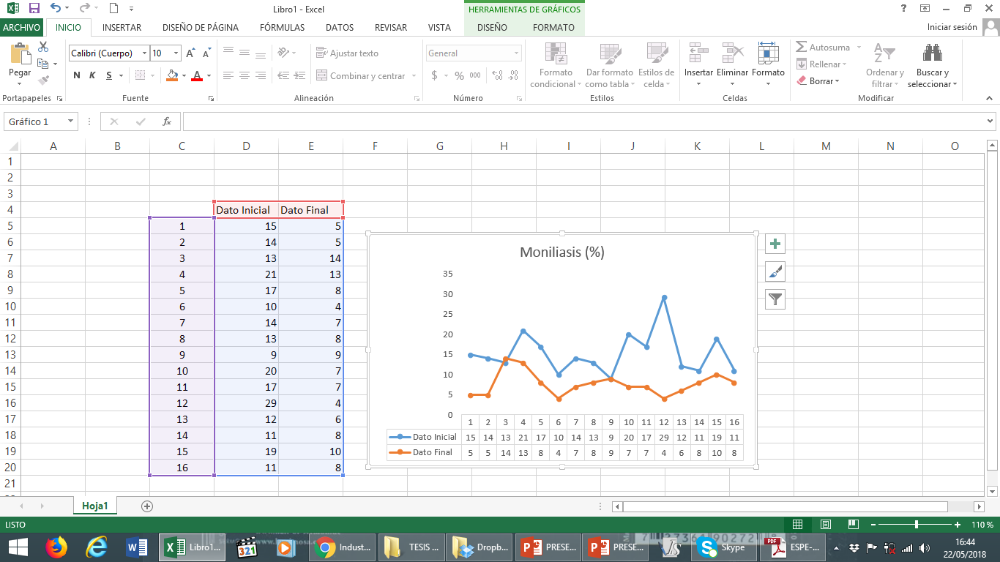 Libro1 - Excel
HERRAMIENTAS DE GRÁFICOS
ARCHIVO INICIO INSERTAR DISEÑO DE PÁGINA FÓRMULAS DATOS REVISAR VISTA DISEÑO FORMATO
Iniciar sesión
Pegar
Calibri (Cuerpo) 10
N K S
Ajustar texto
Combinar y centrar
General
$ % 000
Formato condicional
Dar formato como tabla
Estilos de celda
Insertar Eliminar Formato
Autosuma
Rellenar
Borrar
Ordenar y filtrar
Buscar y seleccionar
Portapapeles Fuente Alineación Número Estilos Celdas Modificar
Gráfico 1
fx
A B C D E F G H I J K L M N O
1
2
3
4 Dato Inicial Dato Final
5 1 15 5
6 2 14 5
7 3 13 14
8 4 21 13
9 5 17 8
10 6 10 4
11 7 14 7
12 8 13 8
13 9 9 9
14 10 20 7
15 11 17 7
16 12 29 4
17 13 12 6
18 14 11 8
19 15 19 10
20 16 11 8
21
Moniliasis (%)
35
30
25
20
15
10
5
0
1 2 3 4 5 6 7 8 9 10 11 12 13 14 15 16
Dato Inicial 15 14 13 21 17 10 14 13 9 20 17 29 12 11 19 11
Dato Final 5 5 14 13 8 4 7 8 9 7 7 4 6 8 10 8
Hoja1
LISTO
110 %
Libro1... 321 Indust... TESIS ... Dropb... PRESE... PRESE... Skype ESPE-...
16:44
22/05/2018